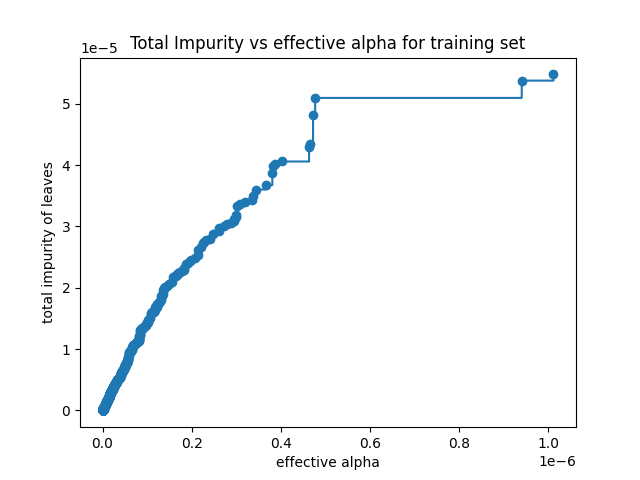 Total Impurity vs effective alpha for training set
1e−5
total impurity of leaves
5
4
3
2
1
0
0.0 0.2 0.4 0.6 0.8 1.0
1e−6
effective alpha